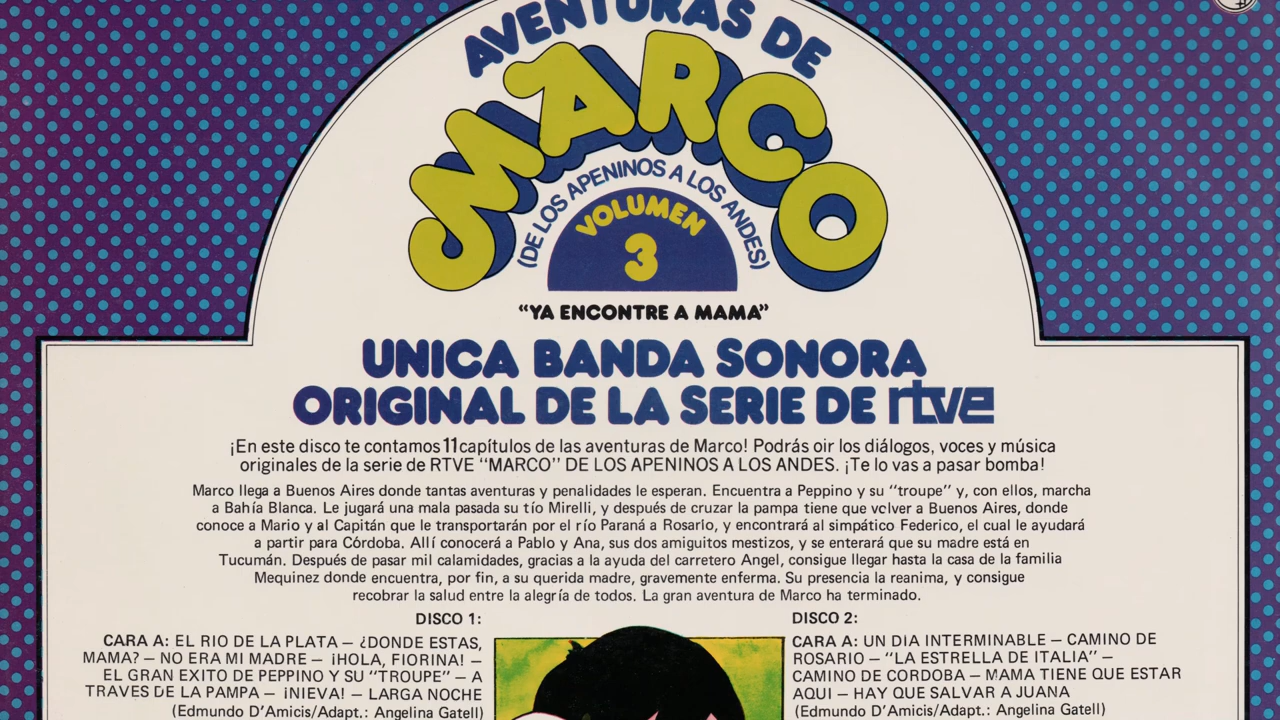 AVENTURAS DE
MARCO
(DE LOS APENINOS A LOS ANDES)
VOLUMEN
3
“YA ENCONTRE A MAMA”
UNICA BANDA SONORA
ORIGINAL DE LA SERIE DE rtve
¡En este disco te contamos 11 capítulos de las aventuras de Marco! Podrás oir los diálogos, voces y música
originales de la serie de RTVE “MARCO” DE LOS APENINOS A LOS ANDES. ¡Te lo vas a pasar bomba!
Marco llega a Buenos Aires donde tantas aventuras y penalidades le esperan. Encuentra a Peppino y su “troupe” y, con ellos, marcha
a Bahía Blanca. Le jugará una mala pasada su tío Mirelli, y después de cruzar la pampa tiene que vclver a Buenos Aires, donde
conoce a Mario y al Capitán que le transportarán por el río Paraná a Rosario, y encontrará al simpático Federico, el cual le ayudará
a partir para Córdoba. Allí conocerá a Pablo y Ana, sus dos amiguitos mestizos, y se enterará que su madre está en
Tucumán. Después de pasar mil calamidades, gracias a la ayuda del carretero Angel, consigue llegar hasta la casa de la familia
Mequinez donde encuentra, por fin, a su querida madre, gravemente enferma. Su presencia la reanima, y consigue
recobrar la salud entre la alegría de todos. La gran aventura de Marco ha terminado.
DISCO 1:
CARA A: EL RIO DE LA PLATA – ¿DONDE ESTAS,
MAMA? – NO ERA MI MADRE – ¡HOLA, FIORINA! –
EL GRAN EXITO DE PEPPINO Y SU “TROUPE” – A
TRAVES DE LA PAMPA – ¡NIEVA! – LARGA NOCHE
(Edmundo D’Amicis/Adapt.: Angelina Gatell)
DISCO 2:
CARA A: UN DIA INTERMINABLE – CAMINO DE
ROSARIO – “LA ESTRELLA DE ITALIA” –
CAMINO DE CORDOBA – MAMA TIENE QUE ESTAR
AQUI – HAY QUE SALVAR A JUANA
(Edmundo D’Amicis/Adapt.: Angelina Gatell)